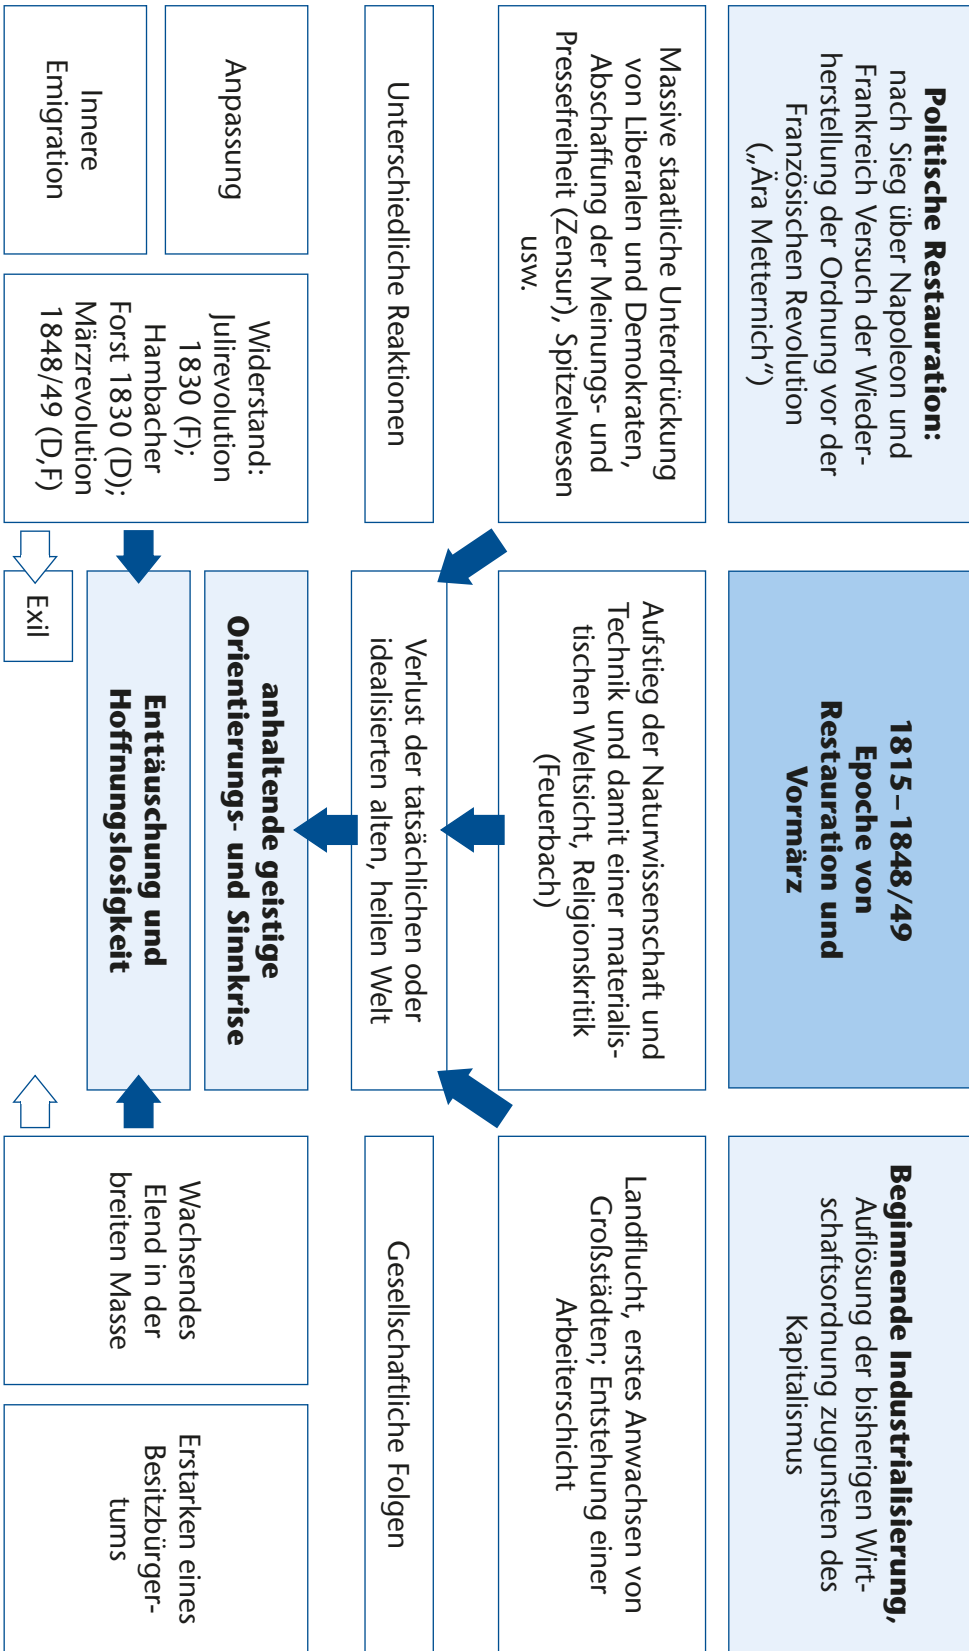 Politische Restauration:
nach Sieg über Napoleon und
Frankreich Versuch der Wieder-
herstellung der Ordnung vor der
Französischen Revolution
(„Ära Metternich“)
1815–1848/49
Epoche von
Restauration und
Vormärz
Beginnende Industrialisierung,
Auflösung der bisherigen Wirt-
schaftsordnung zugunsten des
Kapitalismus
Massive staatliche Unterdrückung
von Liberalen und Demokraten,
Abschaffung der Meinungs- und
Pressefreiheit (Zensur), Spitzelwesen
usw.
Aufstieg der Naturwissenschaft und
Technik und damit einer materialis-
tischen Weltsicht, Religionskritik
(Feuerbach)
Landflucht, erstes Anwachsen von
Großstädten; Entstehung einer
Arbeiterschicht
Unterschiedliche Reaktionen
Verlust der tatsächlichen oder
idealisierten alten, heilen Welt
Gesellschaftliche Folgen
Anpassung
Innere
Emigration
Widerstand:
Julirevolution
1830 (F);
Hambacher
Forst 1830 (D);
Märzrevolution
1848/49 (D,F)
anhaltende geistige
Orientierungs- und Sinnkrise
Enttäuschung und
Hoffnungslosigkeit
Exil
Wachsendes
Elend in der
breiten Masse
Erstarken eines
Besitzbürger-
tums